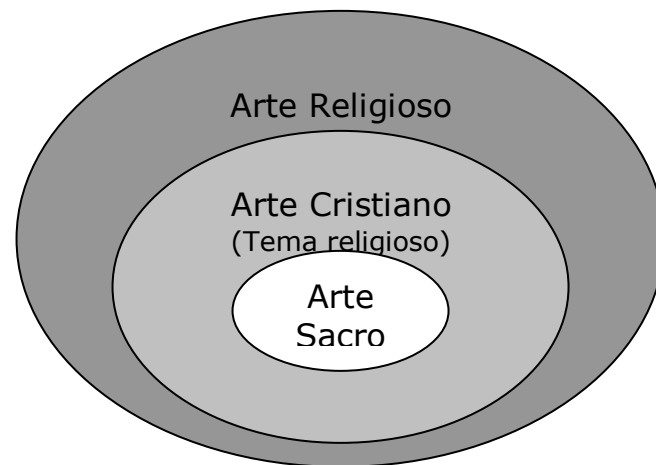 Arte Religioso
Arte Cristiano
(Tema religioso)
Arte
Sacro